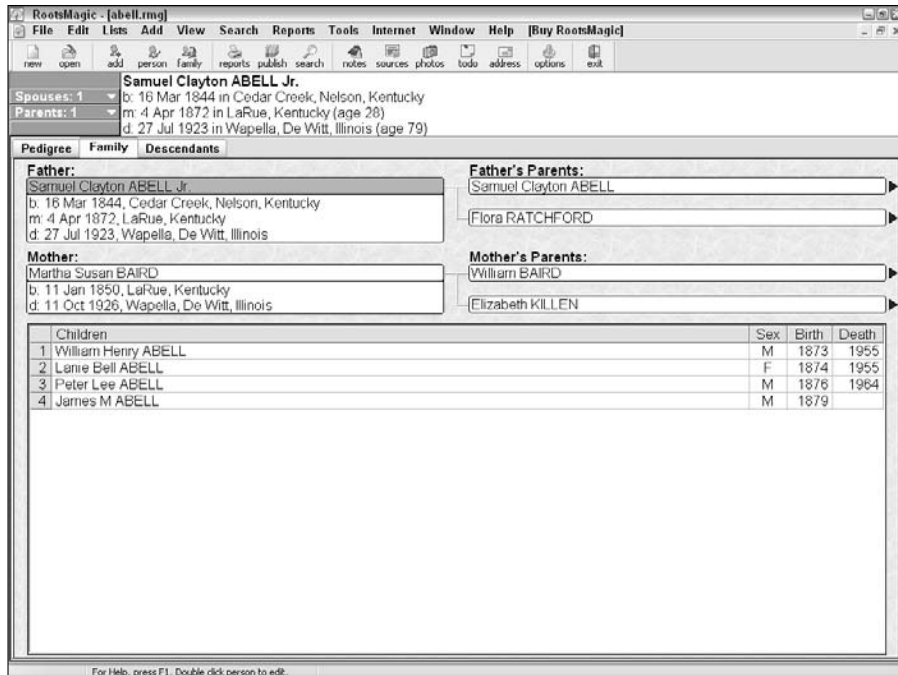 RootsMagic - [abell.rmg]
File Edit Lists Add View Search Reports Tools Internet Window Help [Buy RootsMagic]
new open add person family reports publish search notes sources photos todo address options exit
Samuel Clayton ABELL Jr.
Spouses: 1 b: 16 Mar 1844 in Cedar Creek, Nelson, Kentucky
Parents: 1 m: 4 Apr 1872 in LaRue, Kentucky (age 28)
d: 27 Jul 1923 in Wapella, De Witt, Illinois (age 79)
Pedigree Family Descendants
Father: Father's Parents:
Samuel Clayton ABELL Jr. Samuel Clayton ABELL
b: 16 Mar 1844, Cedar Creek, Nelson, Kentucky
m: 4 Apr 1872, LaRue, Kentucky Flora RATCHFORD
d: 27 Jul 1923, Wapella, De Witt, Illinois
Mother: Mother's Parents:
Martha Susan BAIRD William BAIRD
b: 11 Jan 1850, LaRue, Kentucky
d: 11 Oct 1926, Wapella, De Witt, Illinois Elizabeth KILLEN
Children Sex Birth Death
1 William Henry ABELL M 1873 1955
2 Lanie Bell ABELL F 1874 1955
3 Peter Lee ABELL M 1876 1964
4 James M ABELL M 1879
For Help, press F1. Double click person to edit.